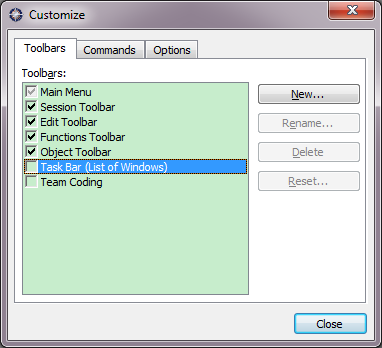 Customize
Toolbars Commands Options
Toolbars:
Main Menu
Session Toolbar
Edit Toolbar
Functions Toolbar
Object Toolbar
Task Bar (List of Windows)
Team Coding
New...
Rename...
Delete
Reset...
Close